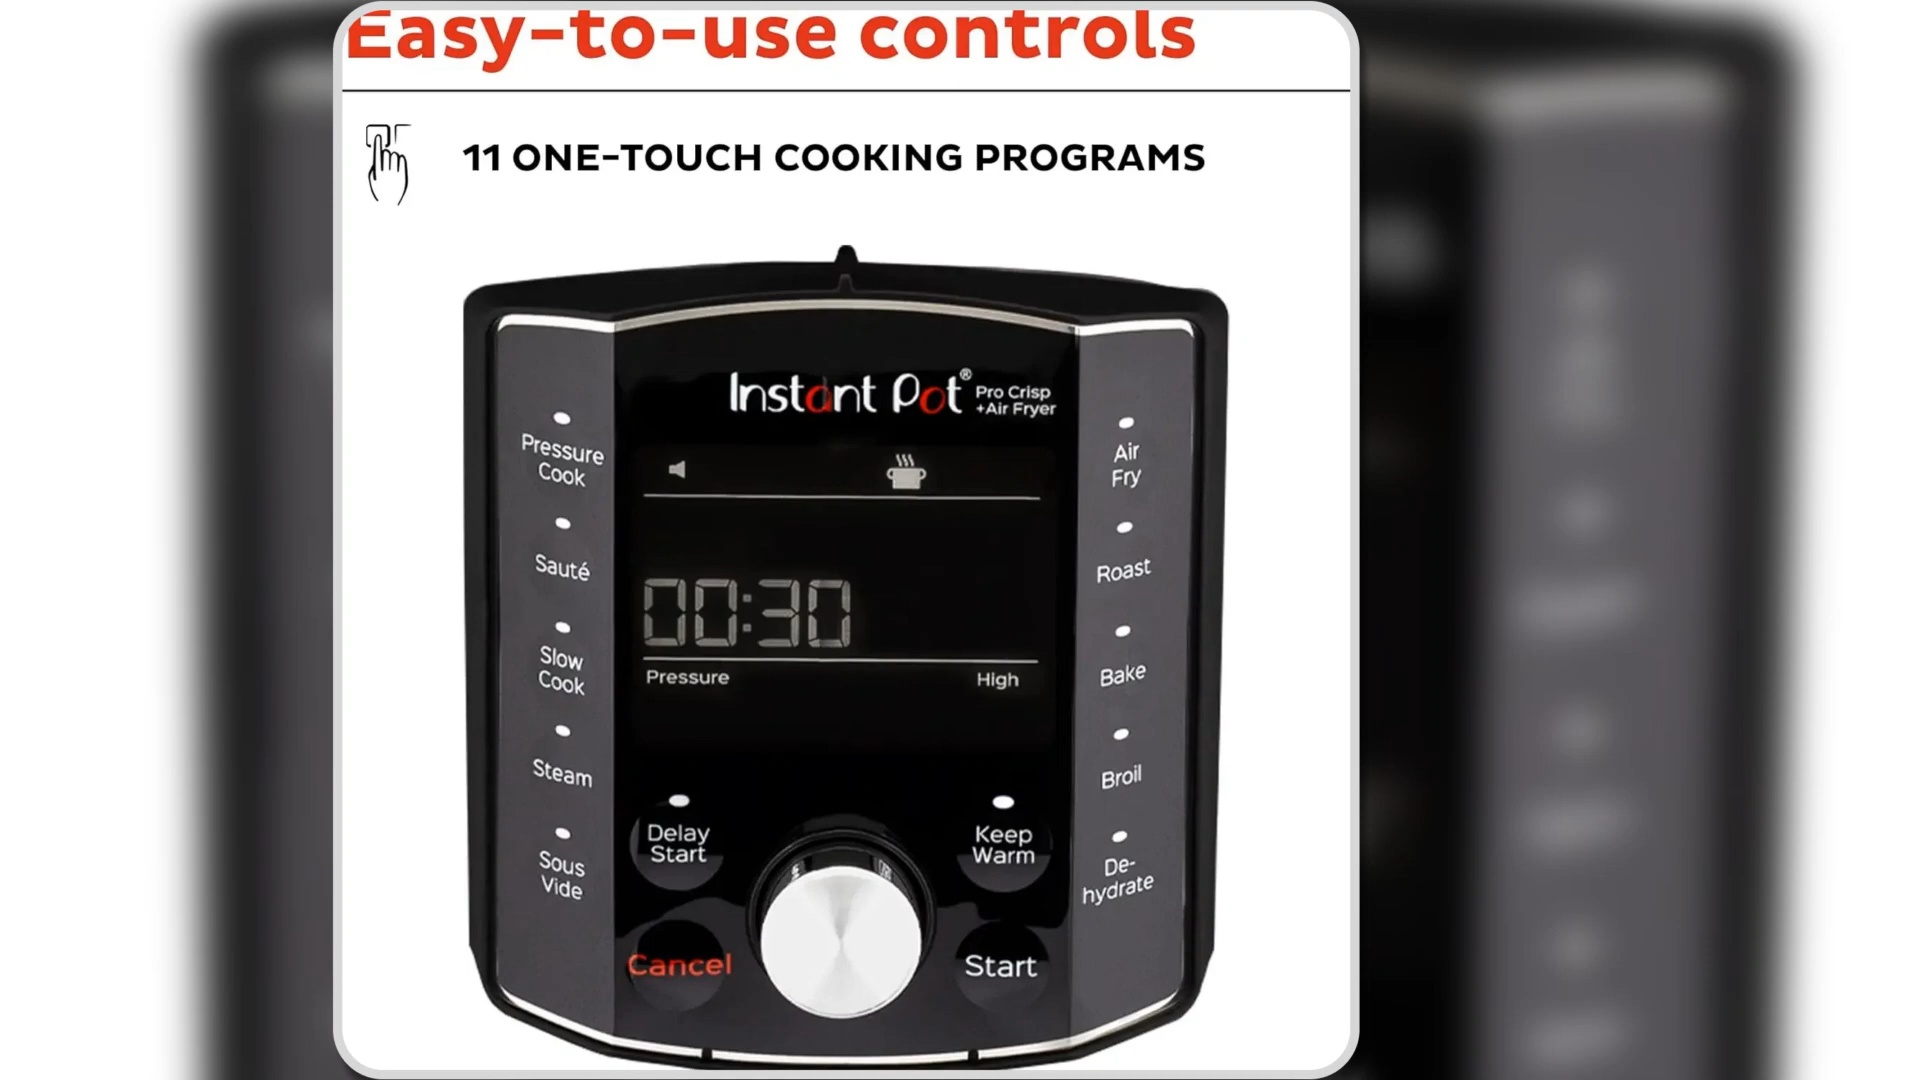 Easy-to-use controls
11 ONE-TOUCH COOKING PROGRAMS
Instant Pot® Pro Crisp
+Air Fryer
Pressure
Cook
Sauté
Slow
Cook
Steam
Sous
Vide
00:30
Pressure High
Delay
Start
Keep
Warm
Cancel
Start
Air
Fry
Roast
Bake
Broil
De-
hydrate